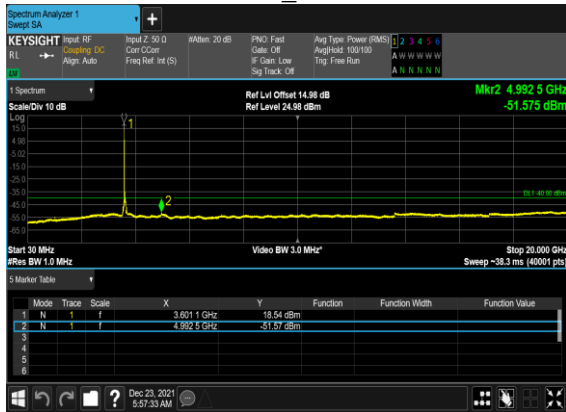 Spectrum Analyzer 1
Swept SA
+
KEYSIGHT Input: RF Input Z: 50 Ω #Atten: 20 dB PNO: Fast Avg Type: Power (RMS) 1 2 3 4 5 6
RL Coupling: DC Corr CCorr Gate: Off Avg|Hold: 100/100 A W W W W W
Align: Auto Freq Ref: Int (S) IF Gain: Low Trig: Free Run
Sig Track: Off A N N N N N
1 Spectrum
Scale/Div 10 dB
Ref Lvl Offset 14.98 dB
Ref Level 24.98 dBm
Mkr2 4.992 5 GHz
-51.575 dBm
Log
15.0
4.98
-5.02
-15.0
-25.0
-35.0
-45.0
-55.0
-65.0
1
2
DL1 -40.00 dBm
Start 30 MHz Video BW 3.0 MHz* Stop 20.000 GHz
#Res BW 1.0 MHz Sweep ~38.3 ms (40001 pts)
5 Marker Table
Mode Trace Scale X Y Function Function Width Function Value
1 N 1 f 3.601 1 GHz 18.54 dBm
2 N 1 f 4.992 5 GHz -51.57 dBm
3
4
5
6
? Dec 23, 2021
5:57:33 AM